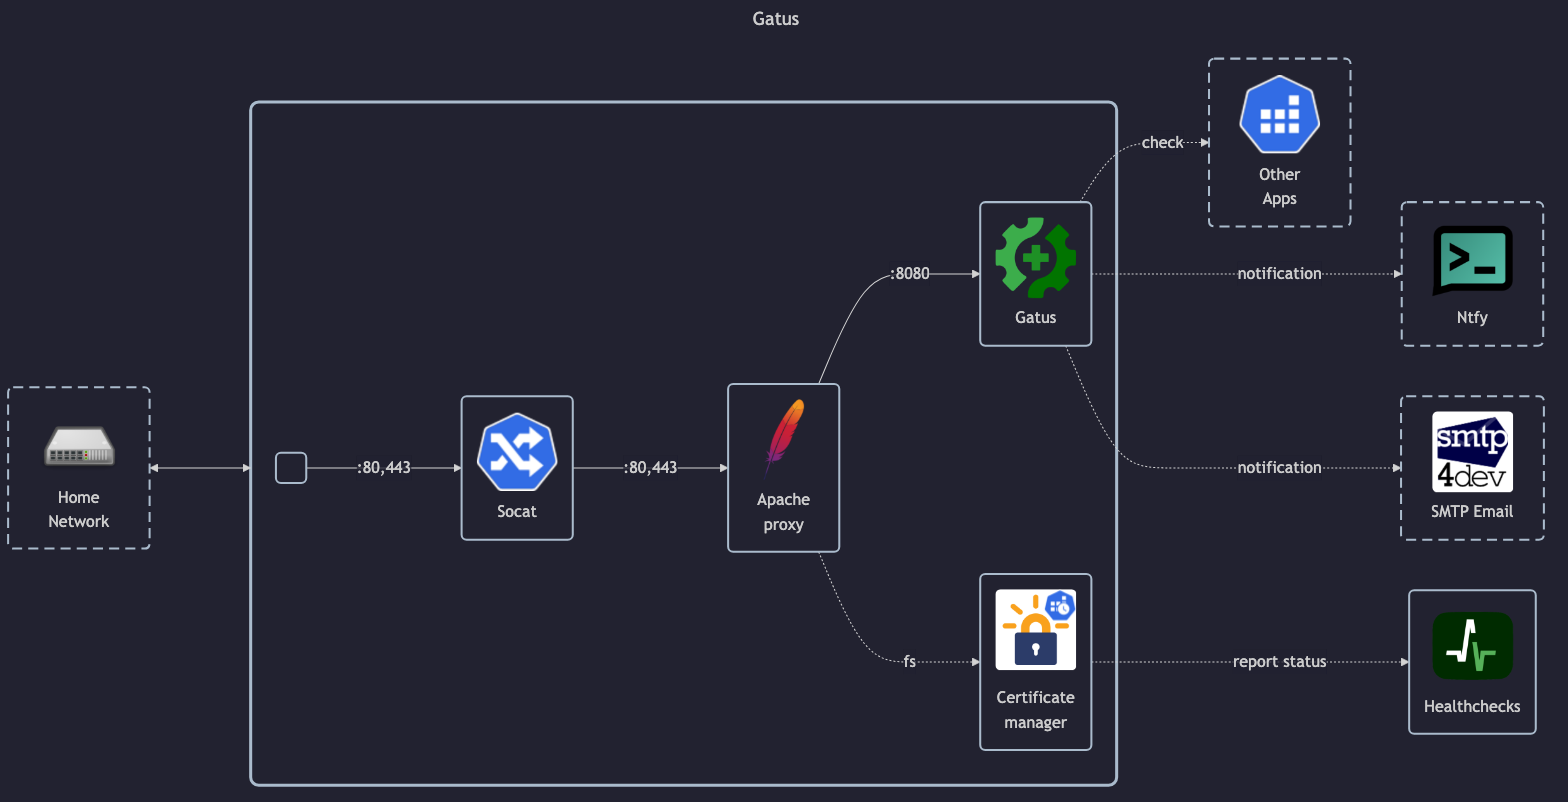 Gatus
check
Other
Apps
:8080
Gatus
notification
>_
Ntfy
Home
Network
:80,443
Socat
:80,443
Apache
proxy
notification
smtp
4dev
SMTP Email
fs
Certificate
manager
report status
Healthchecks